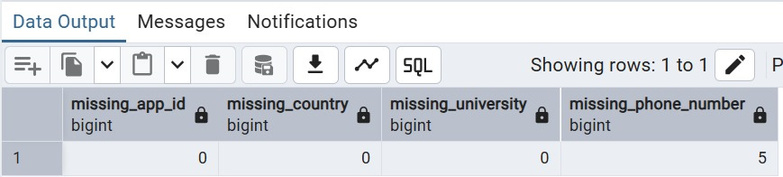 Data Output Messages Notifications
SQL Showing rows: 1 to 1 P
missing_app_id missing_country missing_university missing_phone_number
bigint bigint bigint bigint
1 0 0 0 5